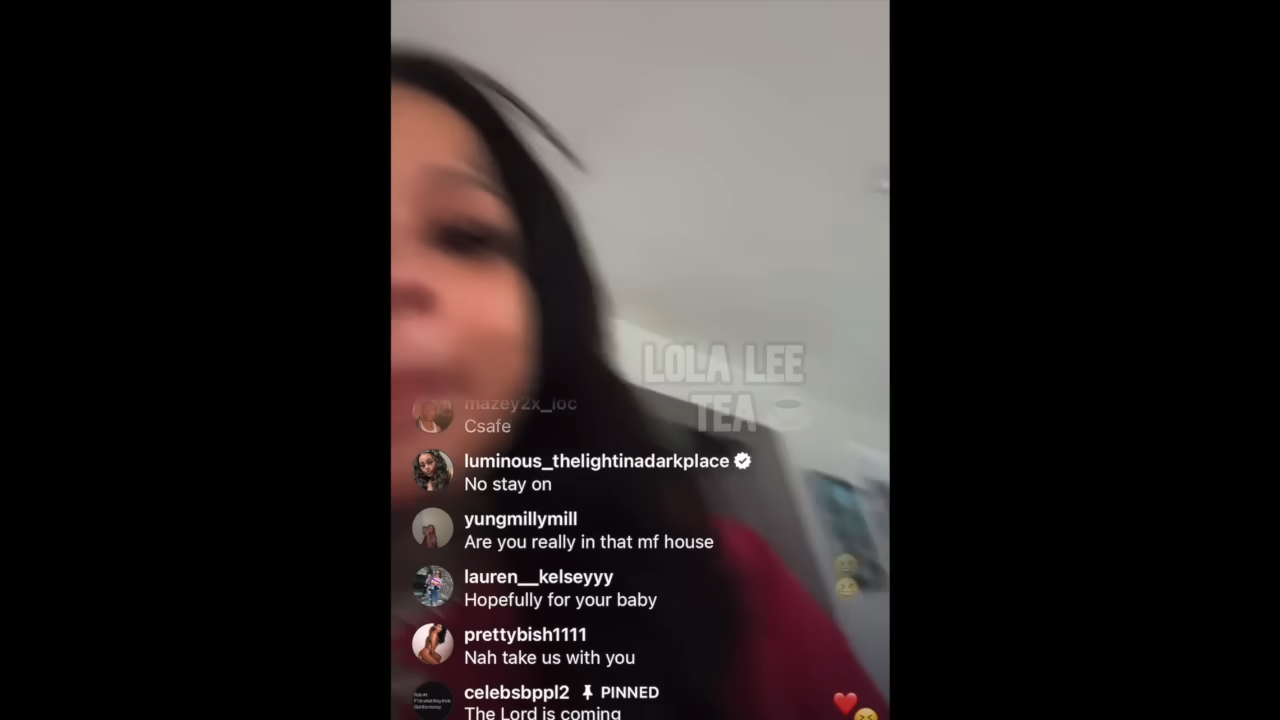 LOLA LEE
TEA
mazey2x_loc
Csafe
luminous_thelightinadarkplace
No stay on
yungmillymill
Are you really in that mf house
lauren__kelseyyy
Hopefully for your baby
prettybish1111
Nah take us with you
celebsbppl2 PINNED
The Lord is coming